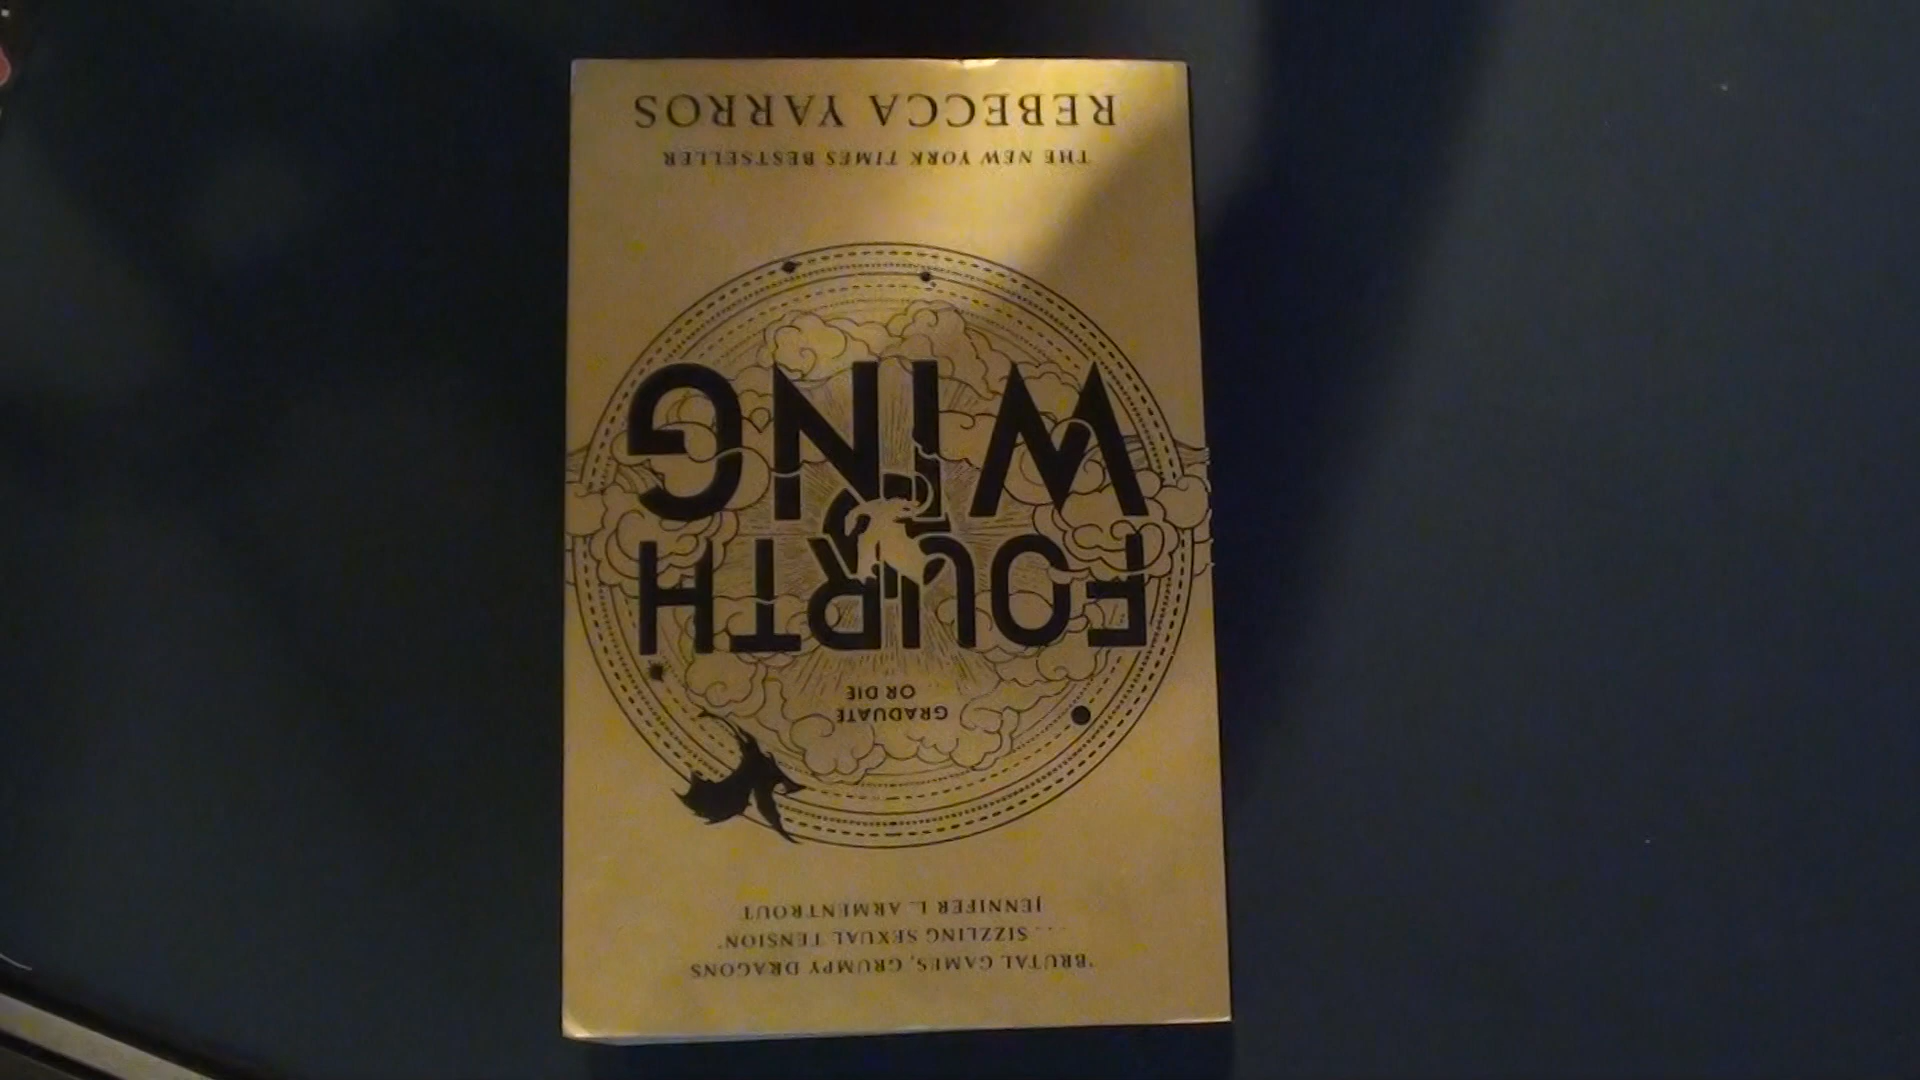 'BRUTAL GAMES, GRUMPY DRAGONS
... SIZZLING SEXUAL TENSION'
JENNIFER L. ARMENTROUT
GRADUATE
OR DIE
FOURTH
WING
THE NEW YORK TIMES BESTSELLER
REBECCA YARROS